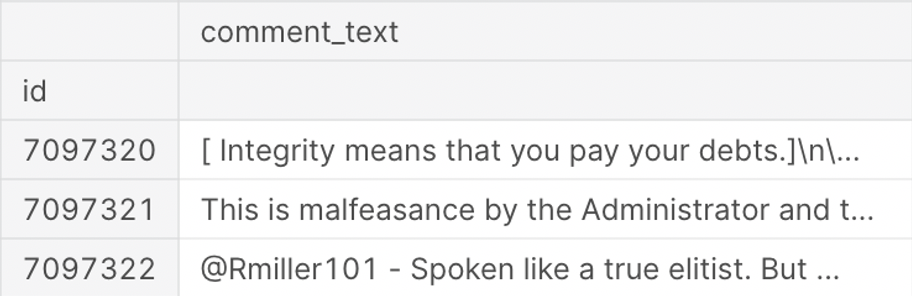 comment_text
id
7097320 [ Integrity means that you pay your debts.]\n\...
7097321 This is malfeasance by the Administrator and t...
7097322 @Rmiller101 - Spoken like a true elitist. But ...